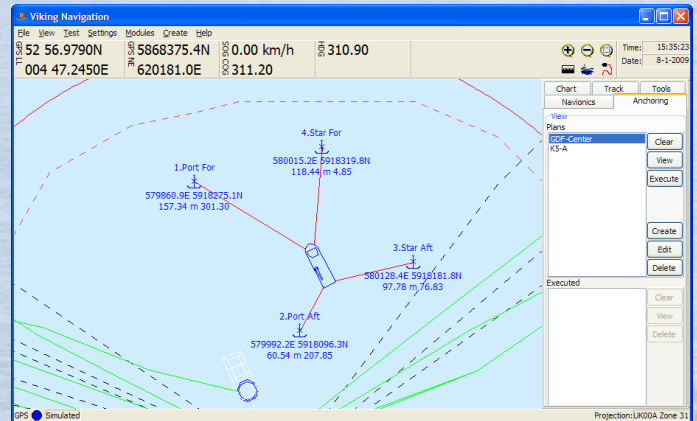 Viking Navigation
File View Test Settings Modules Create Help
GPS LL 52 56.9790N 004 47.2450E
GPS NE 5868375.4N 620181.0E
SOG COG 0.00 km/h 311.20
HDG 310.90
Time: 15:35:23
Date: 8-1-2009
Chart Track Tools
Navionics Anchoring
View
Plans
GDF-Center
K5-A
Clear
View
Execute
Create
Edit
Delete
Executed
Clear
View
Delete
4.Star For
580015.2E 5918319.8N
118.44 m 4.85
1.Port For
579860.9E 5918275.1N
157.34 m 301.30
3.Star Aft
580128.4E 5918181.8N
97.78 m 76.83
2.Port Aft
579992.2E 5918096.3N
60.54 m 207.85
GPS Simulated
Projection:UK00A Zone 31